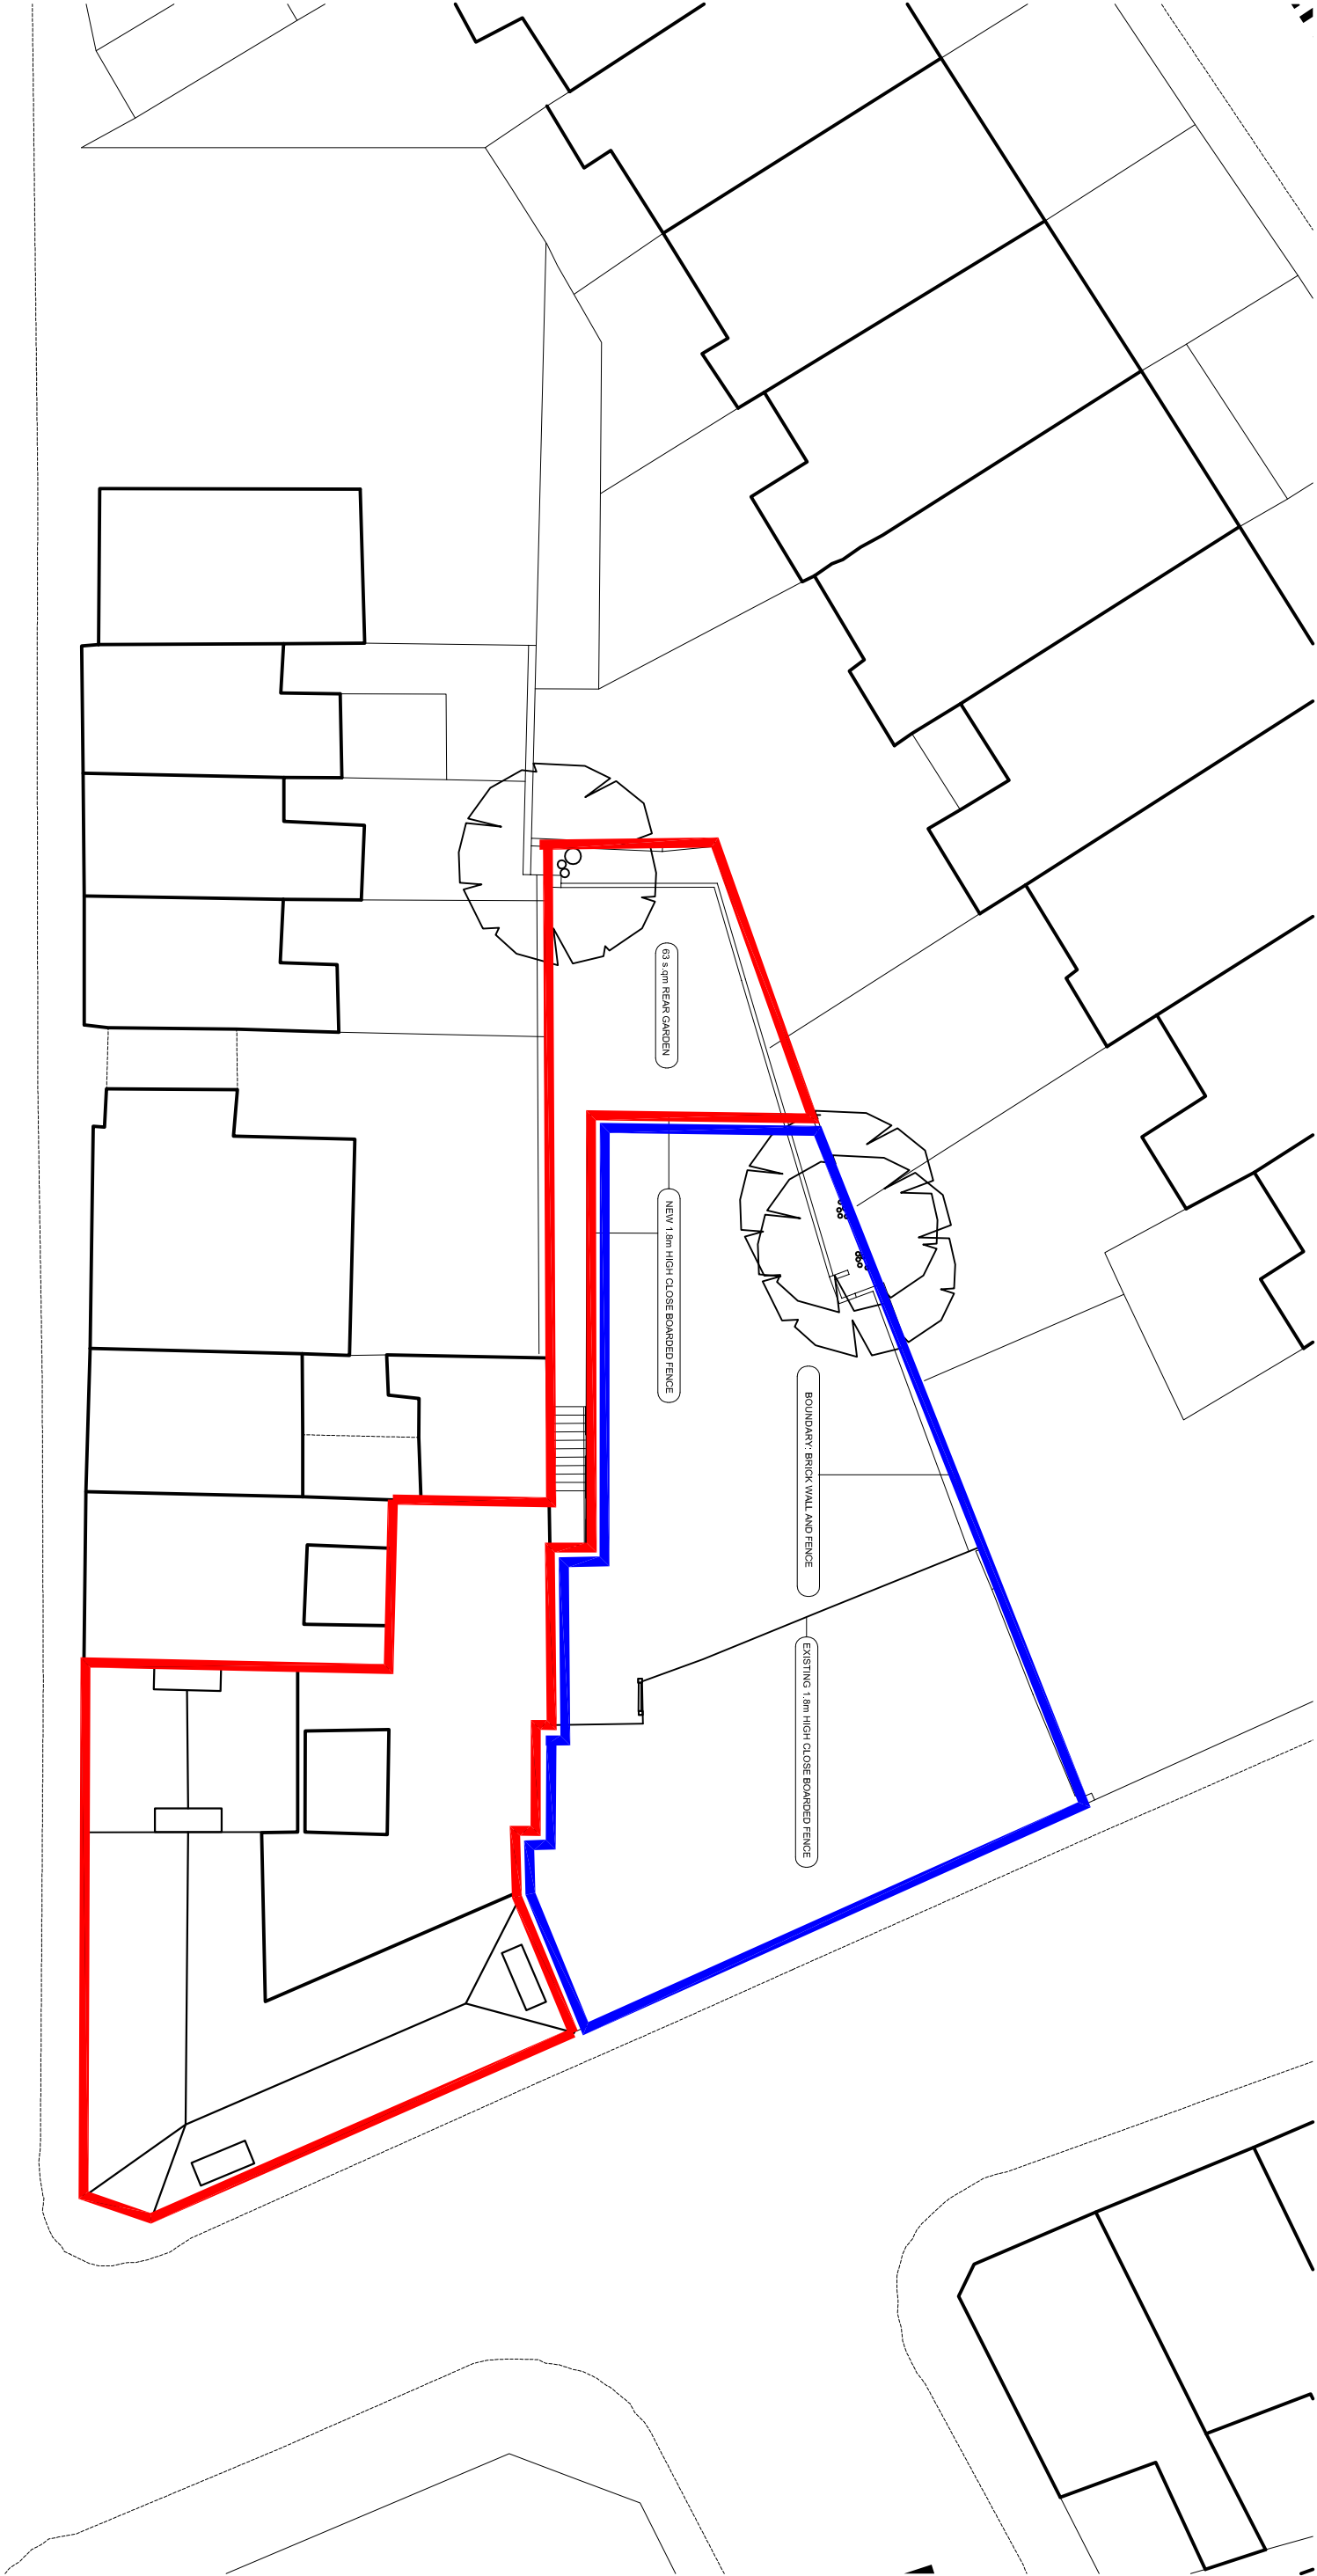 63 s.qm REAR GARDEN
NEW 1.8m HIGH CLOSE BOARDED FENCE
BOUNDARY: BRICK WALL AND FENCE
EXISTING 1.8m HIGH CLOSE BOARDED FENCE